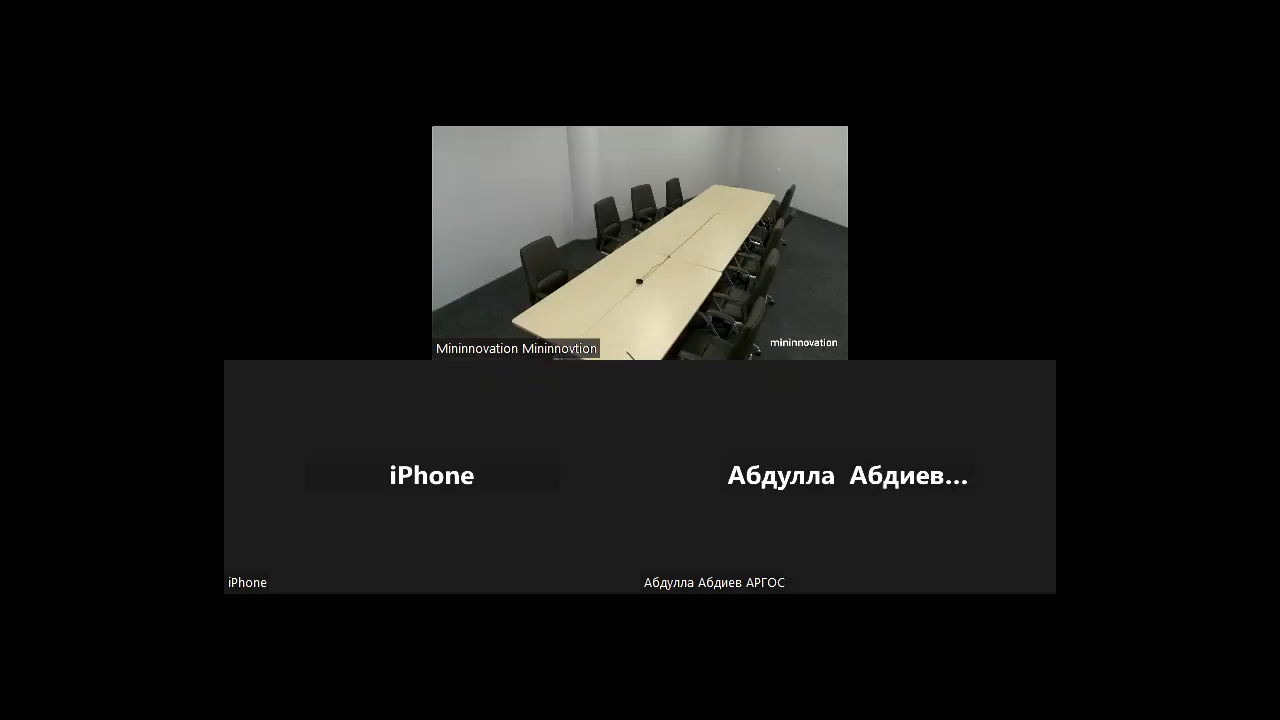 Mininnovation Mininnovtion
mininnovation
iPhone
Абдулла Абдиев...
iPhone
Абдулла Абдиев АРГОС